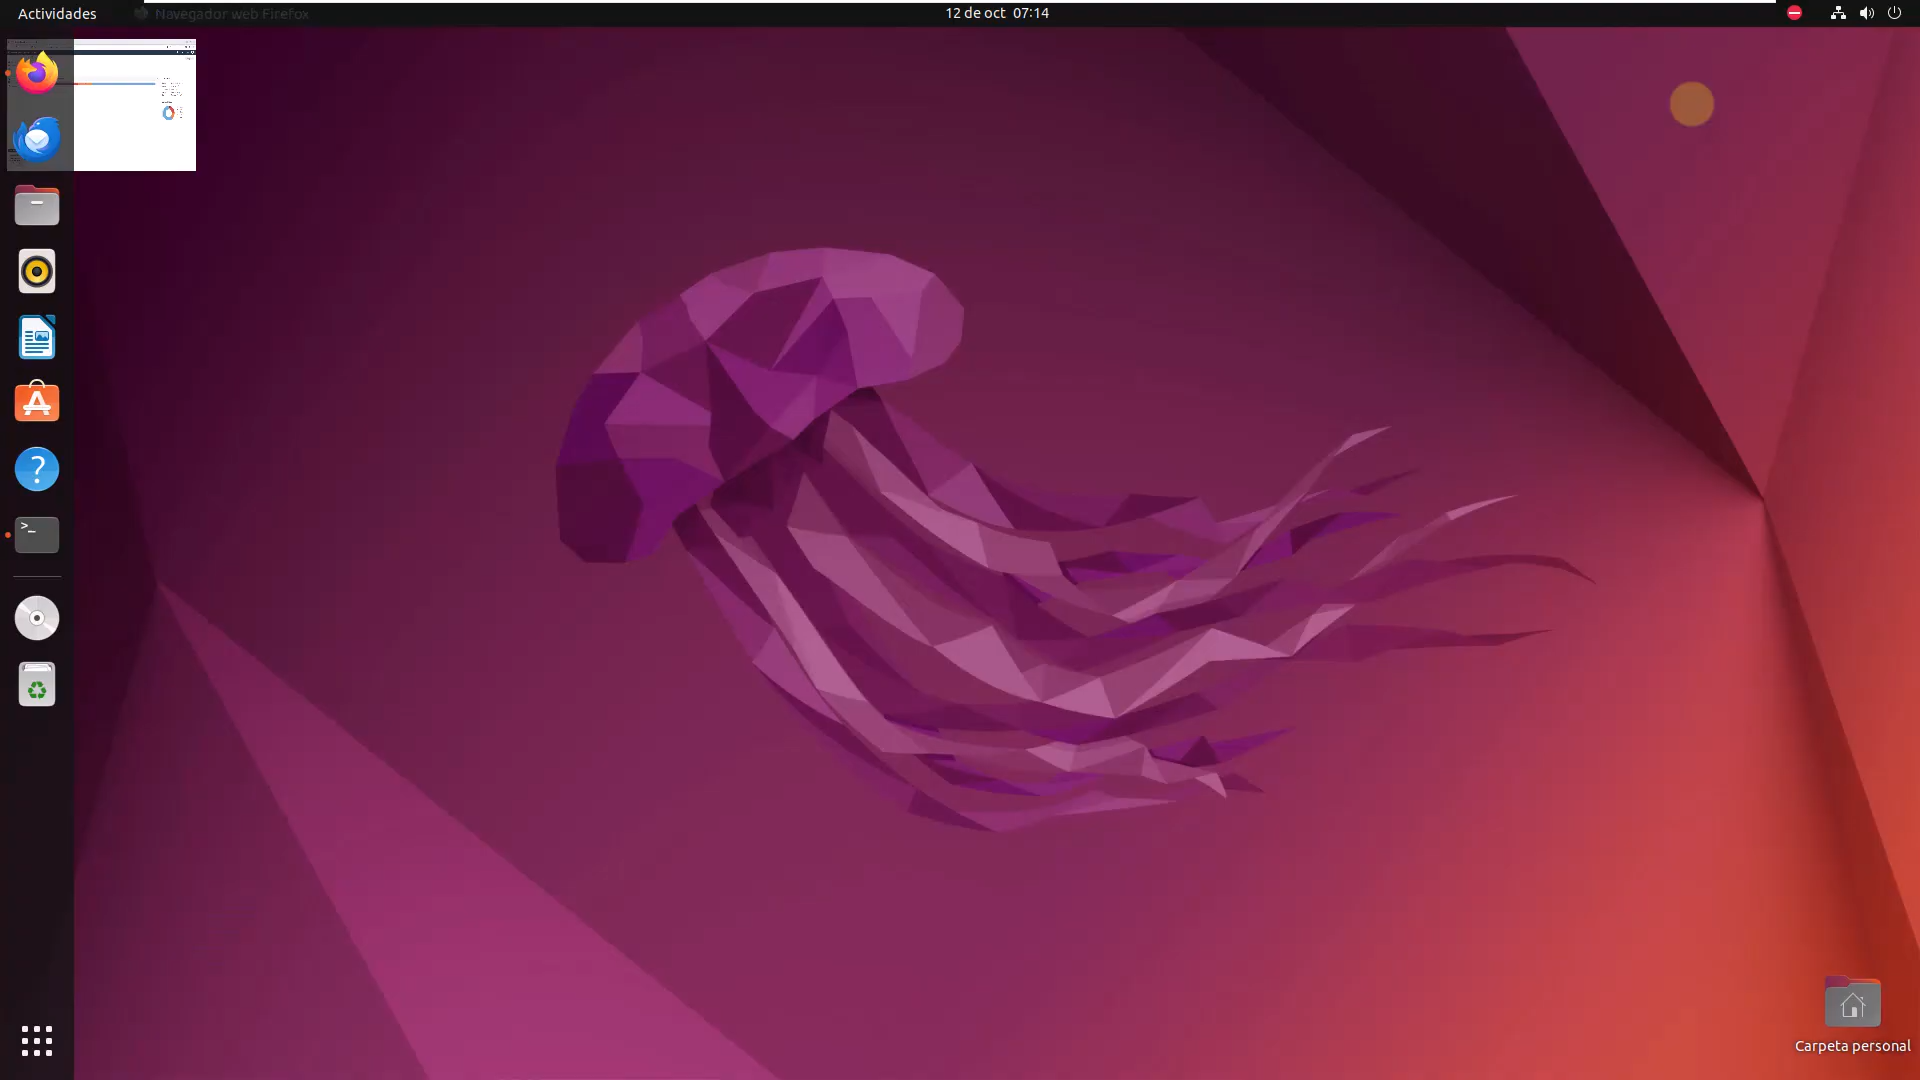 Actividades
Navegador web Firefox
12 de oct 07:14
>_
?
Carpeta personal